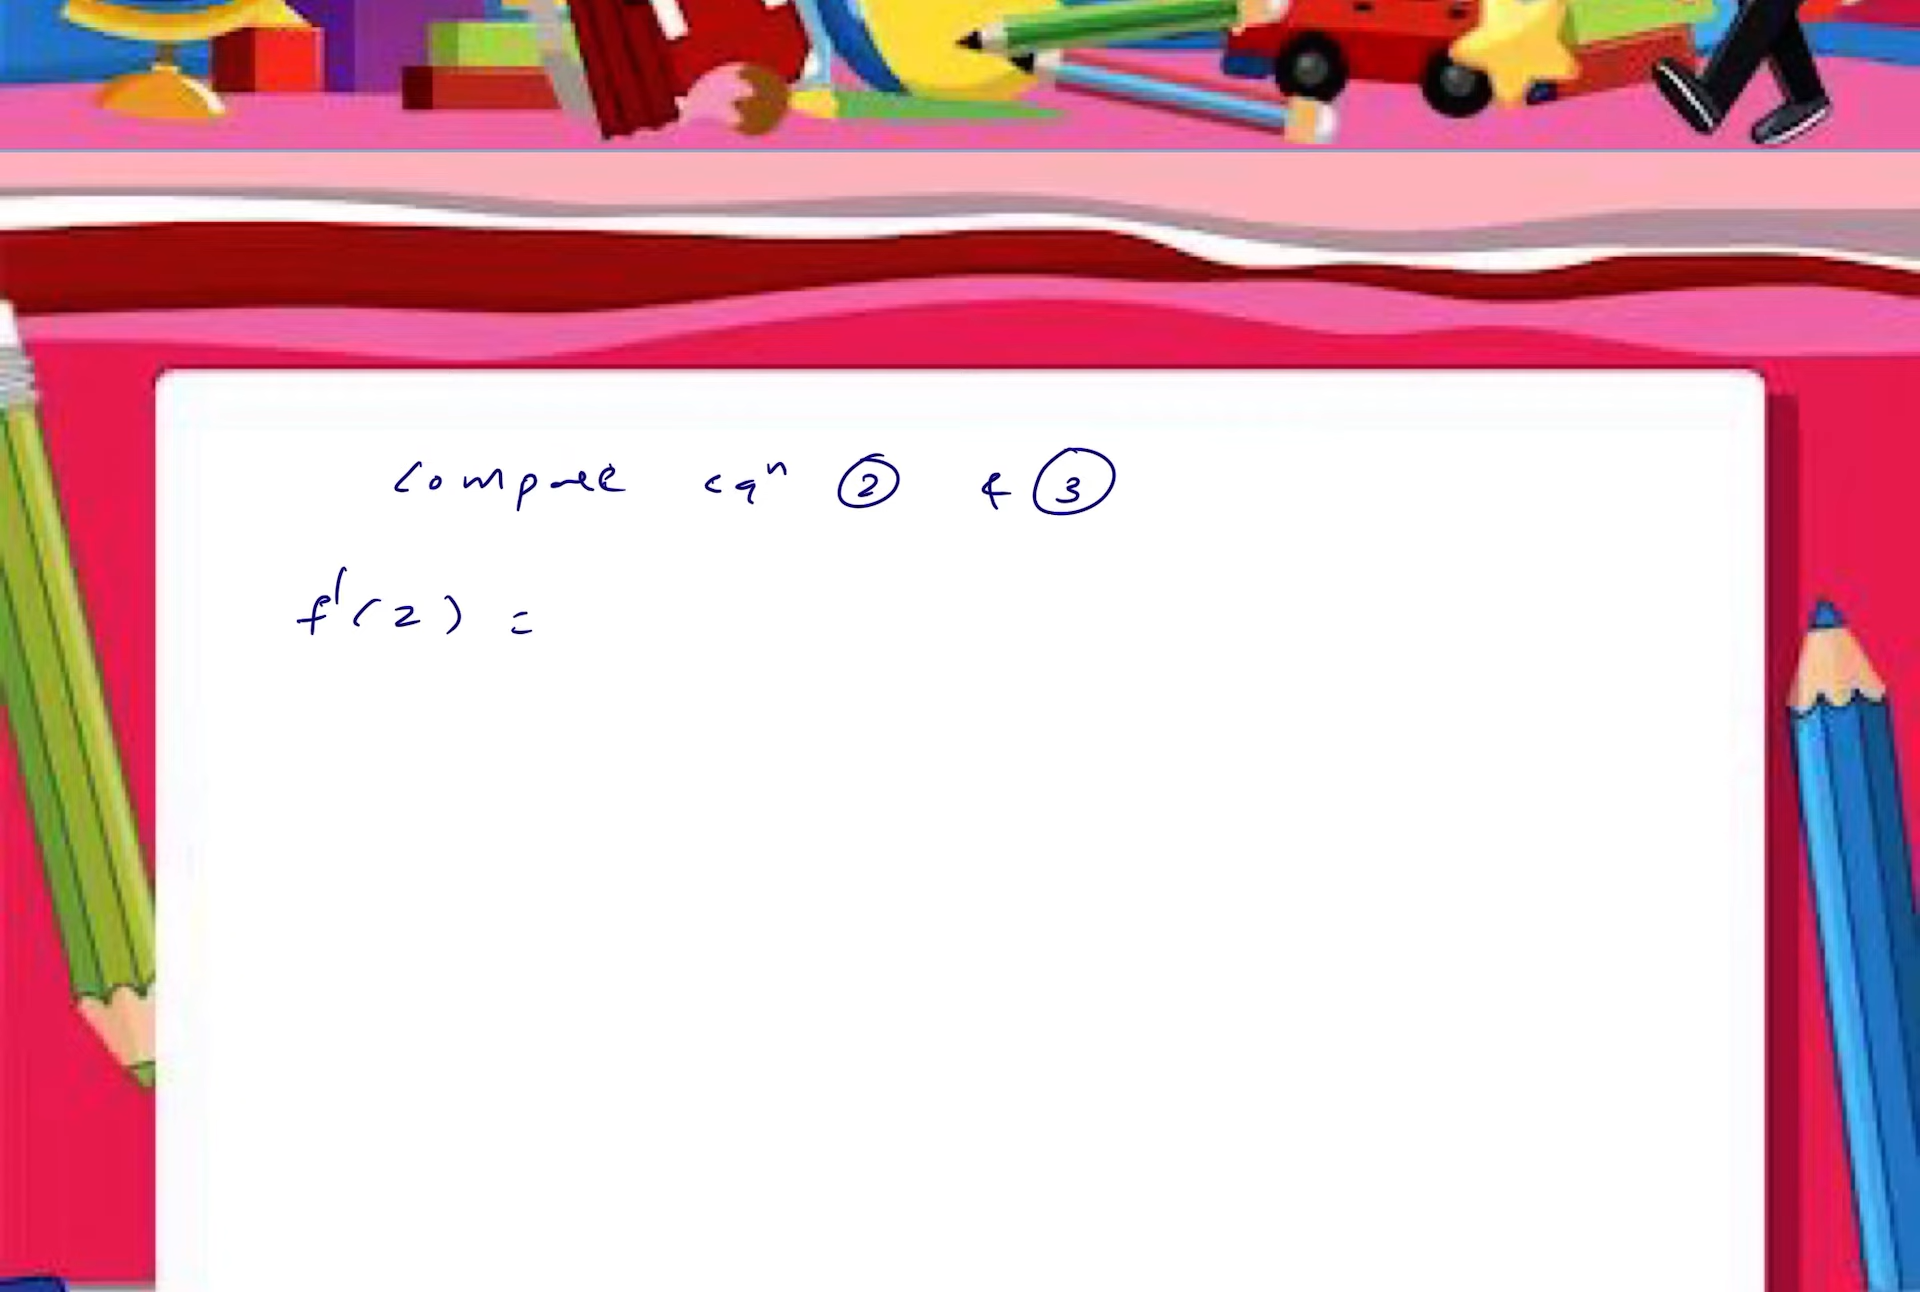 compare eqⁿ ② & ③
f'(z) =